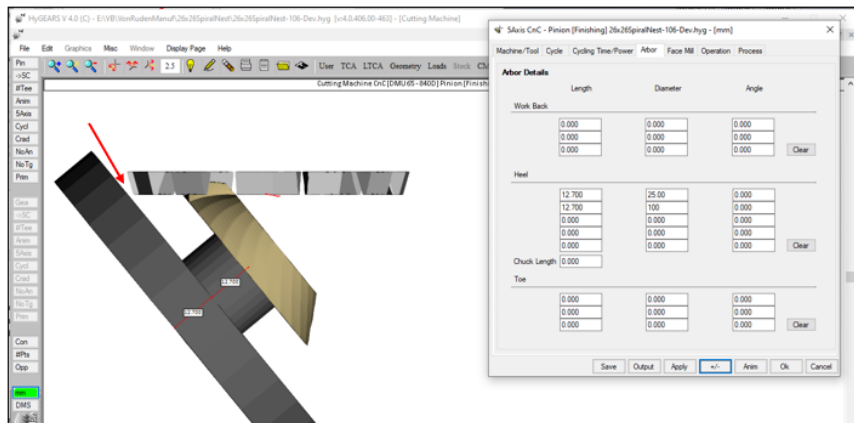 HyGEARS V 4.0 (C) - E:\VB\VonRudenManuf\26x26SpiralNest\26x26SpiralNest-106-Dev.hyg [v4.0.406.00-463] - [Cutting Machine]
File Edit Graphics Misc Window Display Page Help
2.5 User TCA LTCA Geometry Loads Stock
Cutting Machine CnC [DMU65 - 840D] Pinion [Finish
Pin
->SC
#Tee
Anim
5Axis
Cycl
Crad
NoAn
NoTg
Prim
Gea
->SC
#Tee
Anim
5Axis
Cycl
Crad
NoAn
NoTg
Prim
Con
#Pts
Opp
mm
DMS
12.700
12.700
5Axis CnC - Pinion [Finishing] 26x26SpiralNest-106-Dev.hyg - [mm]
Machine/Tool Cycle Cycling Time/Power Arbor Face Mill Operation Process
Arbor Details
Length Diameter Angle
Work Back
0.000 0.000 0.000
0.000 0.000 0.000
0.000 0.000 0.000 Clear
Heel
12.700 25.00 0.000
12.700 100 0.000
0.000 0.000 0.000
0.000 0.000 0.000
0.000 0.000 0.000 Clear
Chuck Length 0.000
Toe
0.000 0.000 0.000
0.000 0.000 0.000
0.000 0.000 0.000 Clear
Save Output Apply +/- Anim Ok Cancel